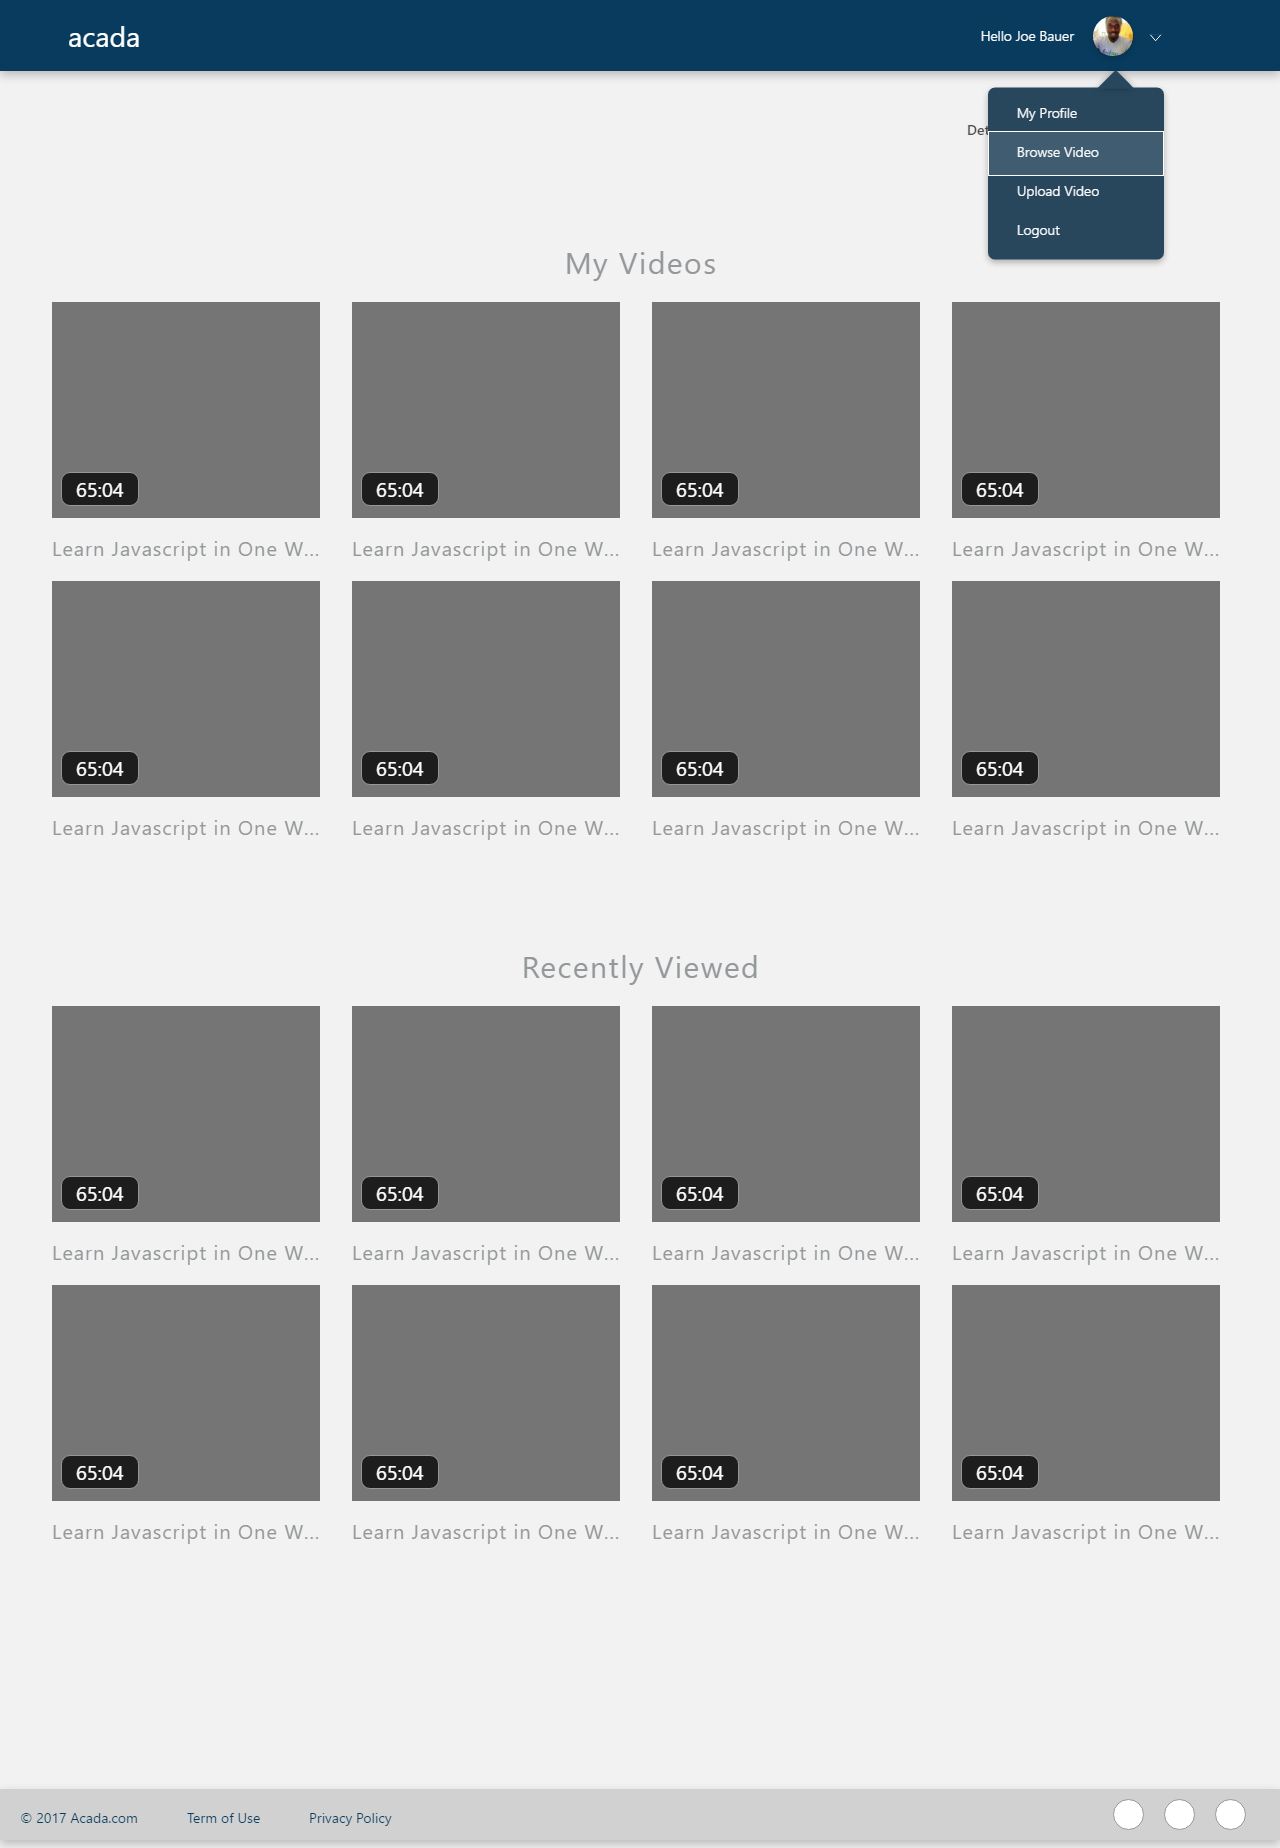 acada
Hello Joe Bauer
My Profile
Browse Video
Upload Video
Logout
My Videos
65:04
65:04
65:04
65:04
Learn Javascript in One W...
Learn Javascript in One W...
Learn Javascript in One W...
Learn Javascript in One W...
65:04
65:04
65:04
65:04
Learn Javascript in One W...
Learn Javascript in One W...
Learn Javascript in One W...
Learn Javascript in One W...
Recently Viewed
65:04
65:04
65:04
65:04
Learn Javascript in One W...
Learn Javascript in One W...
Learn Javascript in One W...
Learn Javascript in One W...
65:04
65:04
65:04
65:04
Learn Javascript in One W...
Learn Javascript in One W...
Learn Javascript in One W...
Learn Javascript in One W...
© 2017 Acada.com
Term of Use
Privacy Policy